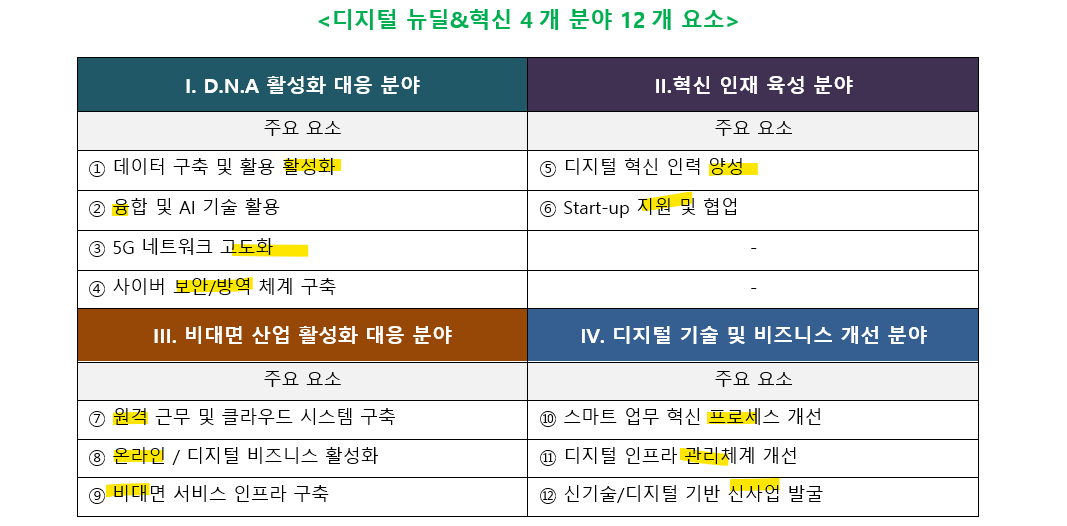 <디지털 뉴딜&혁신 4 개 분야 12 개 요소>
I. D.N.A 활성화 대응 분야
II.혁신 인재 육성 분야
주요 요소
주요 요소
① 데이터 구축 및 활용 활성화
⑤ 디지털 혁신 인력 양성
② 융합 및 AI 기술 활용
⑥ Start-up 지원 및 협업
③ 5G 네트워크 고도화
-
④ 사이버 보안/방역 체계 구축
-
III. 비대면 산업 활성화 대응 분야
IV. 디지털 기술 및 비즈니스 개선 분야
주요 요소
주요 요소
⑦ 원격 근무 및 클라우드 시스템 구축
⑩ 스마트 업무 혁신 프로세스 개선
⑧ 온라인 / 디지털 비즈니스 활성화
⑪ 디지털 인프라 관리체계 개선
⑨ 비대면 서비스 인프라 구축
⑫ 신기술/디지털 기반 신사업 발굴